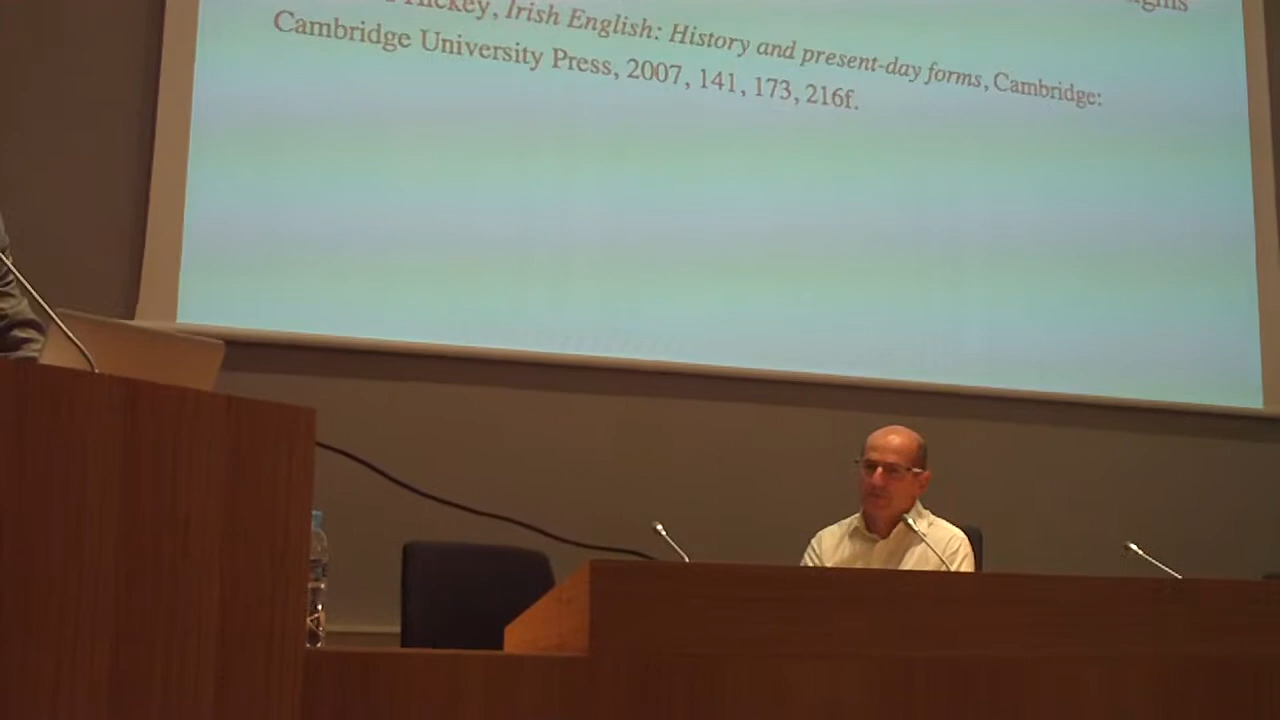 Hickey, Irish English: History and present-day forms, Cambridge:
Cambridge University Press, 2007, 141, 173, 216f.